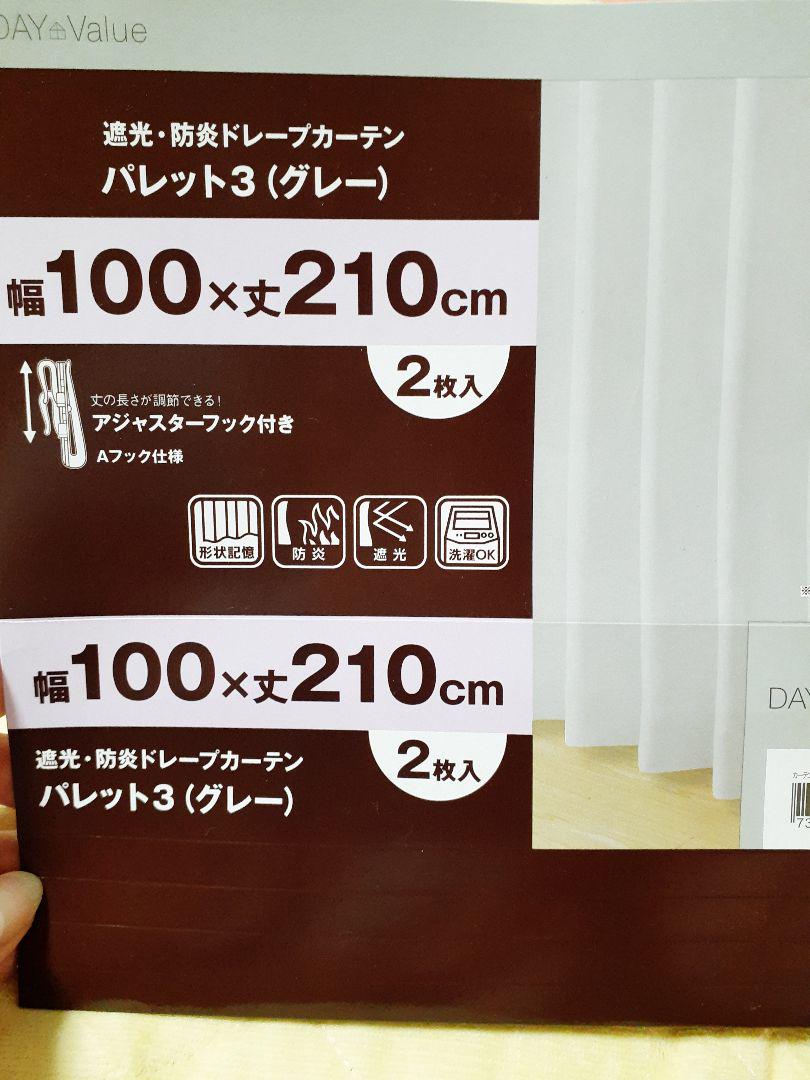 DAY Value
遮光・防炎ドレープカーテン
パレット3(グレー)
幅100×丈210cm
2枚入
丈の長さが調節できる!
アジャスターフック付き
Aフック仕様
形状記憶
防炎
遮光
洗濯OK
※
幅100×丈210cm
2枚入
遮光・防炎ドレープカーテン
パレット3(グレー)
DAY
カーテン
73